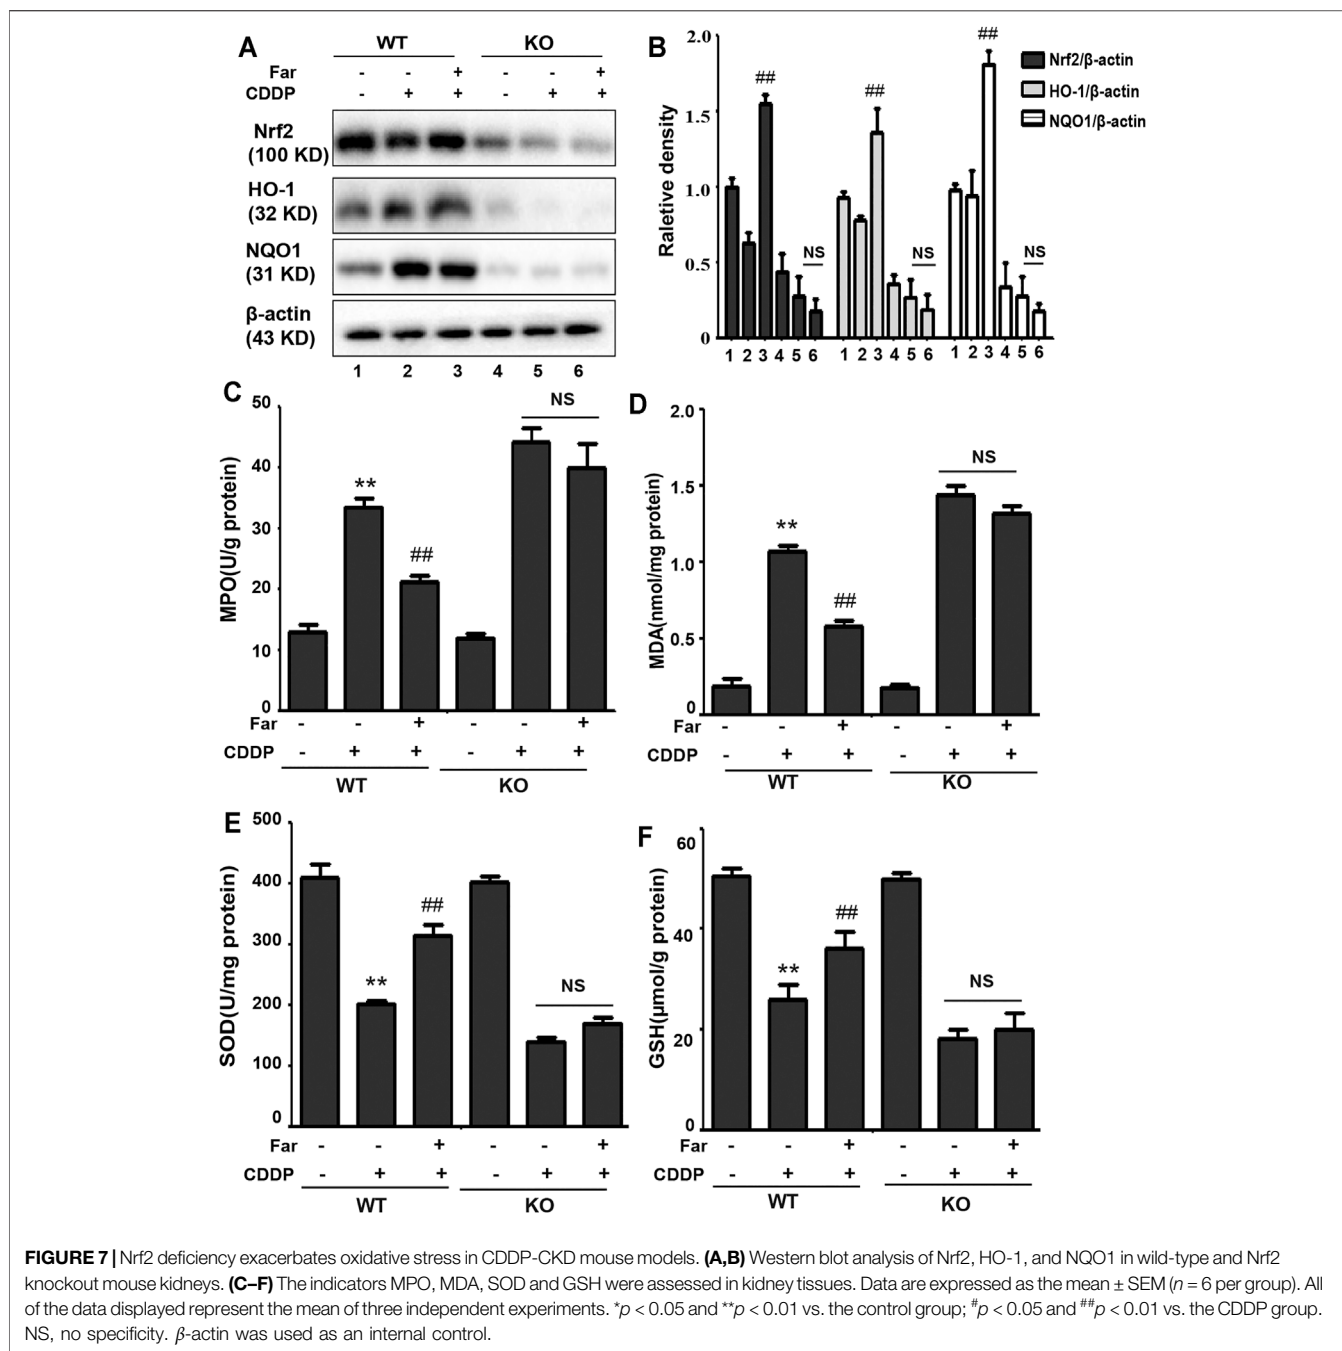 A
WT KO
Far - - + - - +
CDDP - + + - + +
Nrf2
(100 KD)
HO-1
(32 KD)
NQO1
(31 KD)
β-actin
(43 KD)
1 2 3 4 5 6
B
Raletive density
2.0
1.5
1.0
0.5
0
##
##
##
NS
NS
NS
1 2 3 4 5 6 1 2 3 4 5 6 1 2 3 4 5 6
Nrf2/β-actin
HO-1/β-actin
NQO1/β-actin
C
MPO(U/g protein)
50
40
30
20
10
0
**
##
NS
Far - - + - - +
CDDP - + + - + +
WT KO
D
MDA(nmol/mg protein)
2.0
1.5
1.0
0.5
0
**
##
NS
Far - - + - - +
CDDP - + + - + +
WT KO
E
SOD(U/mg protein)
500
400
300
200
100
0
**
##
NS
Far - - + - - +
CDDP - + + - + +
WT KO
F
GSH(μmol/g protein)
60
40
20
0
**
##
NS
Far - - + - - +
CDDP - + + - + +
WT KO
FIGURE 7 | Nrf2 deficiency exacerbates oxidative stress in CDDP-CKD mouse models. (A,B) Western blot analysis of Nrf2, HO-1, and NQO1 in wild-type and Nrf2
knockout mouse kidneys. (C–F) The indicators MPO, MDA, SOD and GSH were assessed in kidney tissues. Data are expressed as the mean ± SEM (n = 6 per group). All
of the data displayed represent the mean of three independent experiments. *p < 0.05 and **p < 0.01 vs. the control group; #p < 0.05 and ##p < 0.01 vs. the CDDP group.
NS, no specificity. β-actin was used as an internal control.